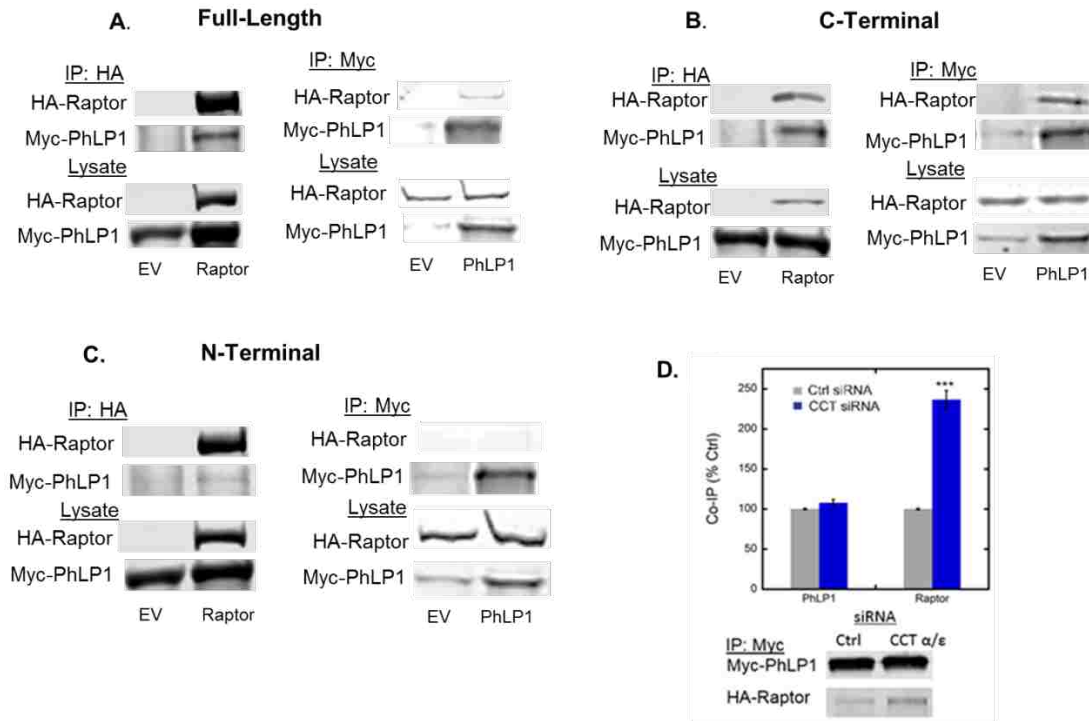 A. Full-Length
IP: HA
HA-Raptor
Myc-PhLP1
Lysate
HA-Raptor
Myc-PhLP1
EV Raptor
IP: Myc
HA-Raptor
Myc-PhLP1
Lysate
HA-Raptor
Myc-PhLP1
EV PhLP1
B. C-Terminal
IP: HA
HA-Raptor
Myc-PhLP1
Lysate
HA-Raptor
Myc-PhLP1
EV Raptor
IP: Myc
HA-Raptor
Myc-PhLP1
Lysate
HA-Raptor
Myc-PhLP1
EV PhLP1
C. N-Terminal
IP: HA
HA-Raptor
Myc-PhLP1
Lysate
HA-Raptor
Myc-PhLP1
EV Raptor
IP: Myc
HA-Raptor
Myc-PhLP1
Lysate
HA-Raptor
Myc-PhLP1
EV PhLP1
D.
Ctrl siRNA
CCT siRNA
***
Co-IP (% Ctrl)
250
200
150
100
50
0
PhLP1 Raptor
siRNA
Ctrl CCT α/ε
IP: Myc
Myc-PhLP1
HA-Raptor